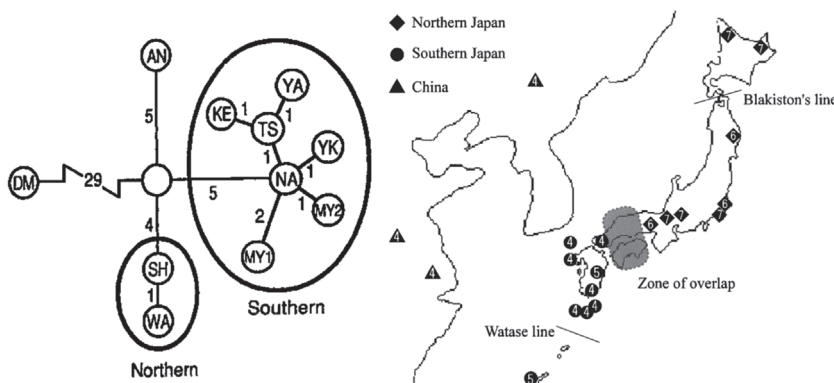 AN
5
DM
29
5
4
SH
1
WA
Northern
YA
KE
1
1
TS
1
YK
1
NA
1
MY2
2
MY1
Southern
Northern Japan
Southern Japan
China
4
4
4
7
7
Blakiston's line
6
6
7
7
7
6
Zone of overlap
4
4
4
5
4
4
4
4
Watase line
5